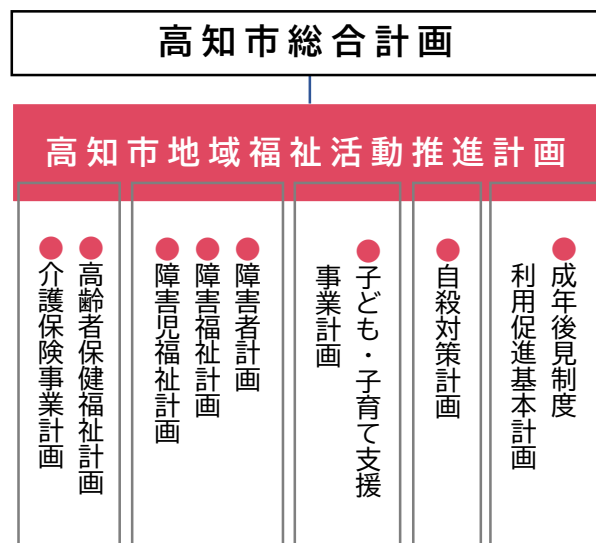 高知市総合計画
高知市地域福祉活動推進計画
●成年後見制度
利用促進基本計画
●自殺対策計画
●子ども・子育て支援
事業計画
●障害者計画
●障害福祉計画
●障害児福祉計画
●高齢者保健福祉計画
●介護保険事業計画